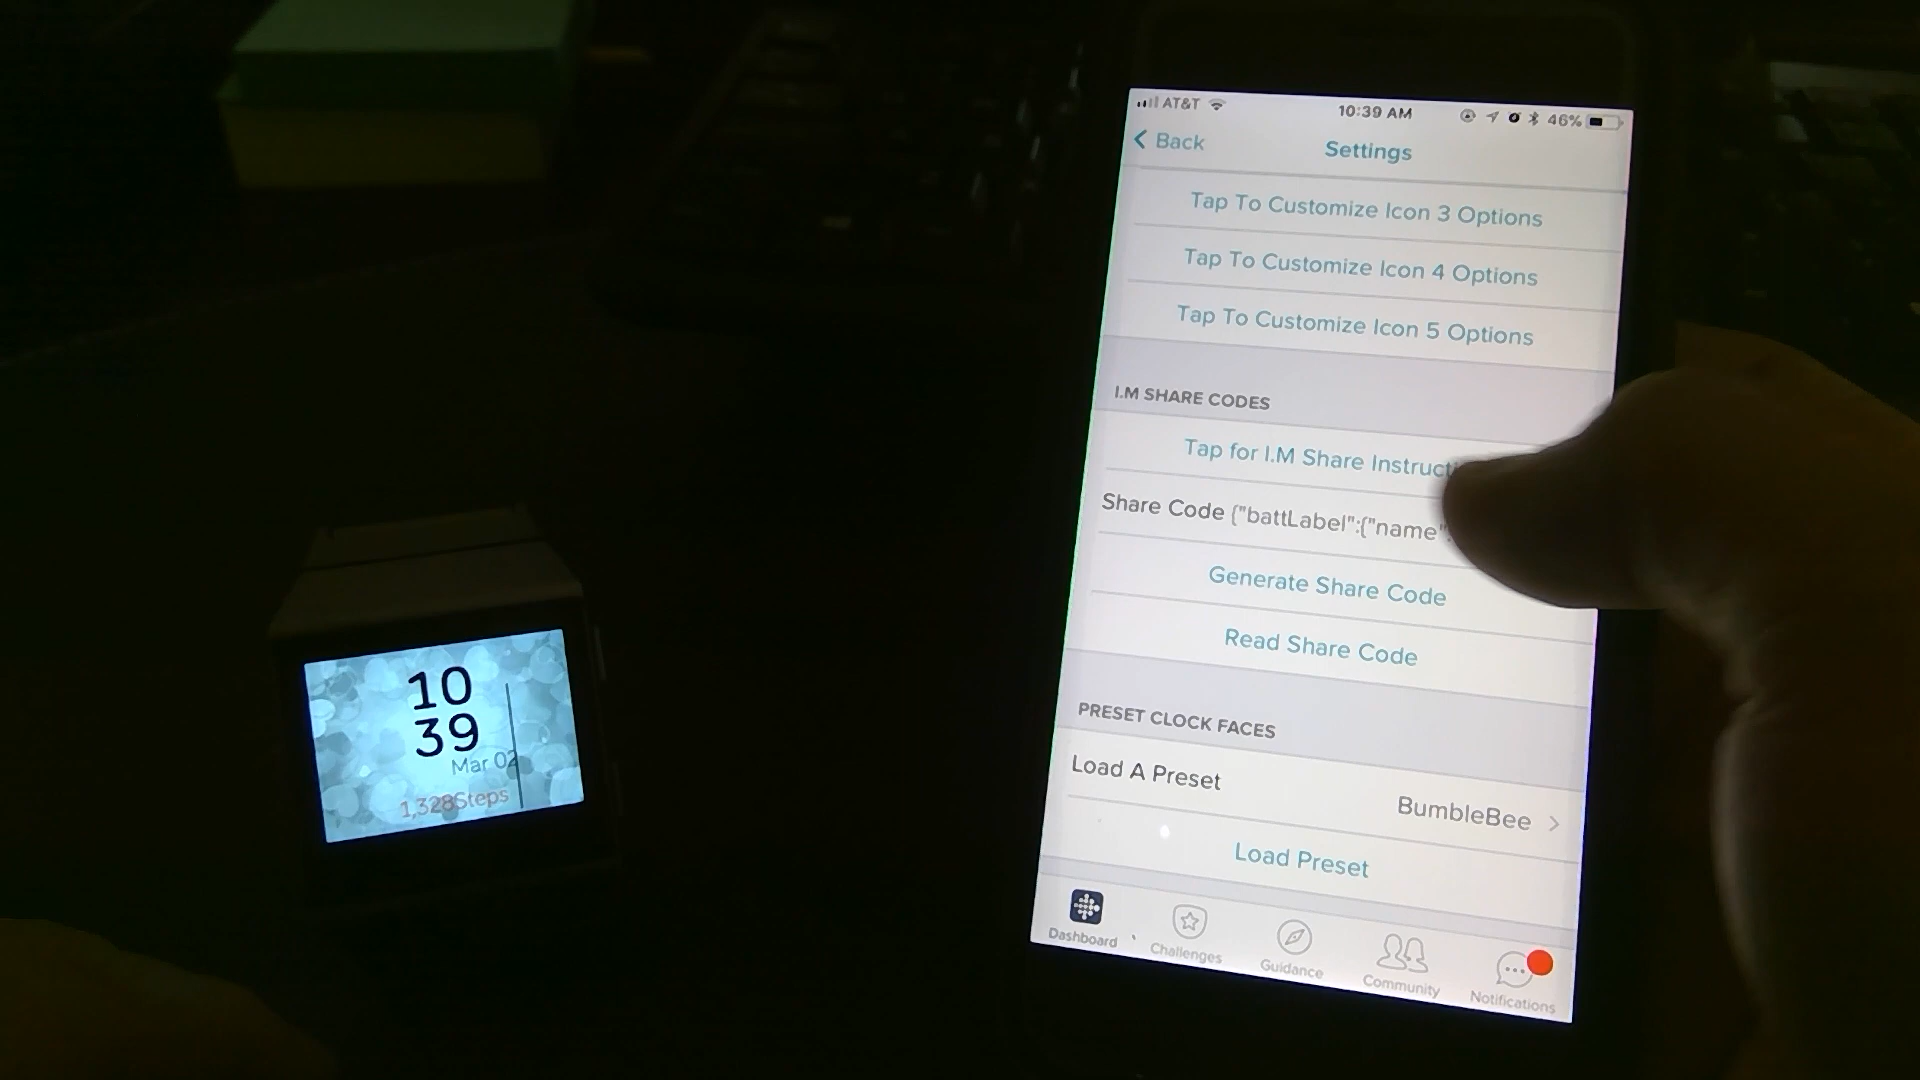 AT&T 10:39 AM 46%
Back
Settings
Tap To Customize Icon 3 Options
Tap To Customize Icon 4 Options
Tap To Customize Icon 5 Options
I.M SHARE CODES
Tap for I.M Share Instructi
Share Code {"battLabel":{"name"
Generate Share Code
Read Share Code
PRESET CLOCK FACES
Load A Preset BumbleBee
Load Preset
Dashboard Challenges Guidance Community Notifications
10
39
Mar 02
1,328Steps